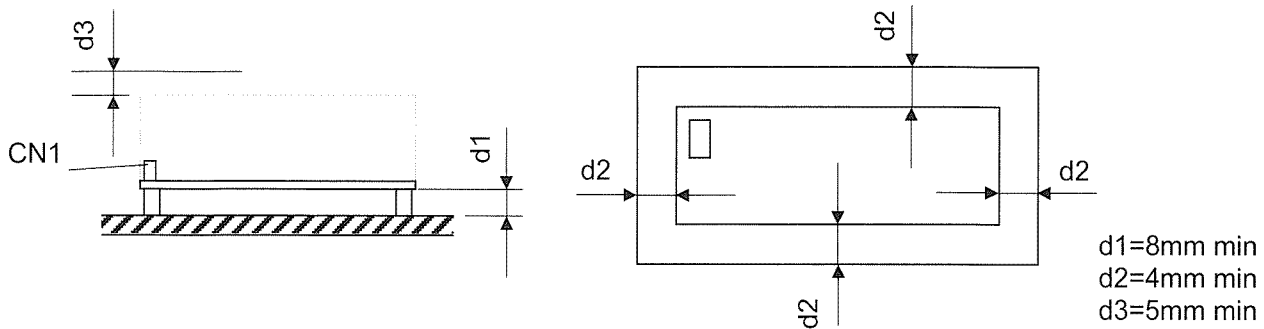 d3
CN1
d1
d2
d2
d2
d2
d1=8mm min
d2=4mm min
d3=5mm min